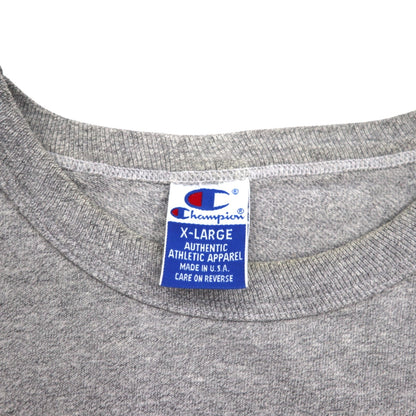 ®
Champion®
X-LARGE
AUTHENTIC
ATHLETIC APPAREL
MADE IN U.S.A.
CARE ON REVERSE